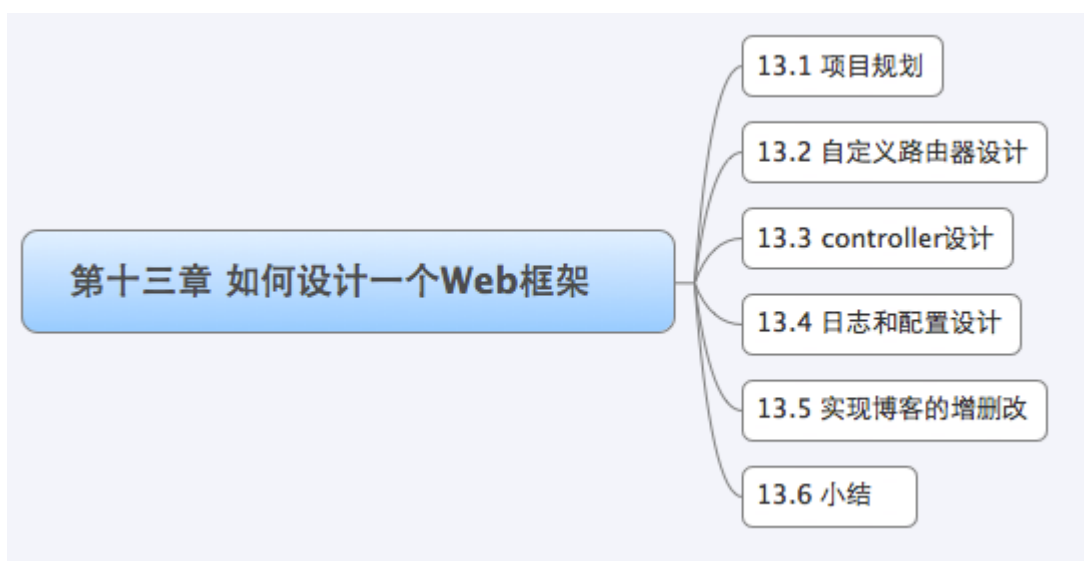 第十三章 如何设计一个Web框架
13.1 项目规划
13.2 自定义路由器设计
13.3 controller设计
13.4 日志和配置设计
13.5 实现博客的增删改
13.6 小结